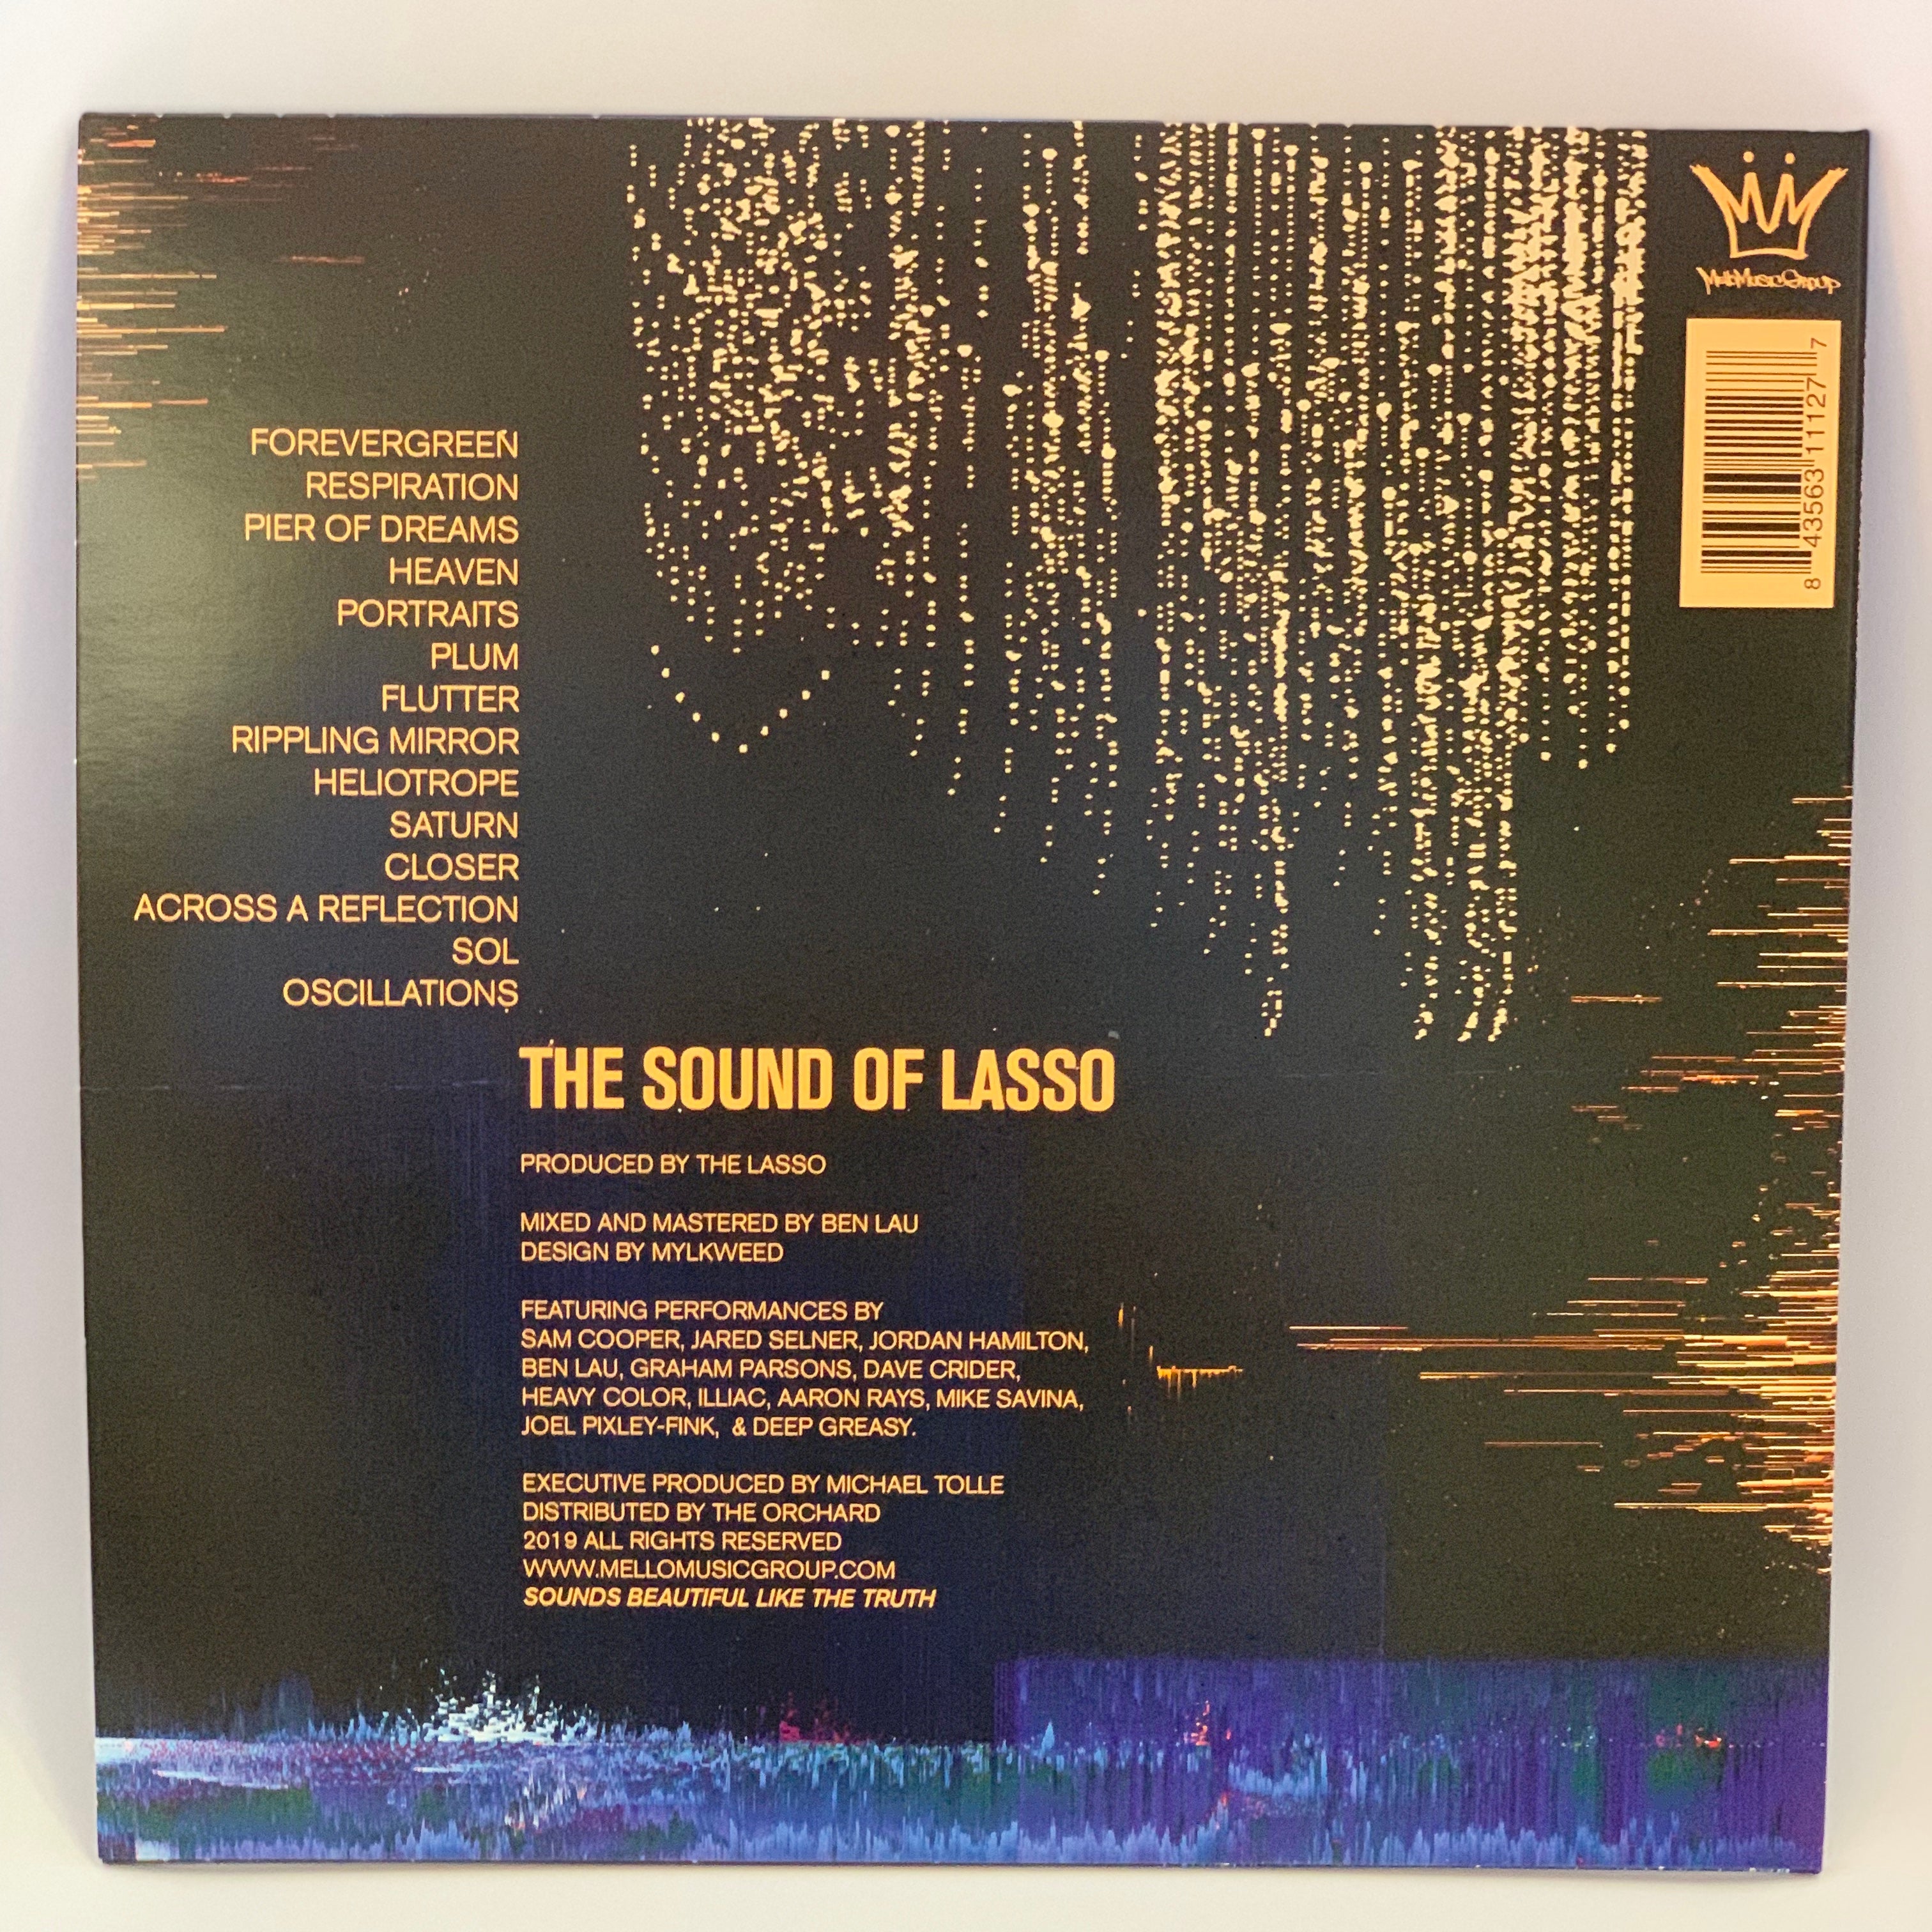 MELLOMUSICGROUP
8 43563 11127 7
FOREVERGREEN
RESPIRATION
PIER OF DREAMS
HEAVEN
PORTRAITS
PLUM
FLUTTER
RIPPLING MIRROR
HELIOTROPE
SATURN
CLOSER
ACROSS A REFLECTION
SOL
OSCILLATIONS
THE SOUND OF LASSO
PRODUCED BY THE LASSO
MIXED AND MASTERED BY BEN LAU
DESIGN BY MYLKWEED
FEATURING PERFORMANCES BY
SAM COOPER, JARED SELNER, JORDAN HAMILTON,
BEN LAU, GRAHAM PARSONS, DAVE CRIDER,
HEAVY COLOR, ILLIAC, AARON RAYS, MIKE SAVINA,
JOEL PIXLEY-FINK, & DEEP GREASY.
EXECUTIVE PRODUCED BY MICHAEL TOLLE
DISTRIBUTED BY THE ORCHARD
2019 ALL RIGHTS RESERVED
WWW.MELLOMUSICGROUP.COM
SOUNDS BEAUTIFUL LIKE THE TRUTH